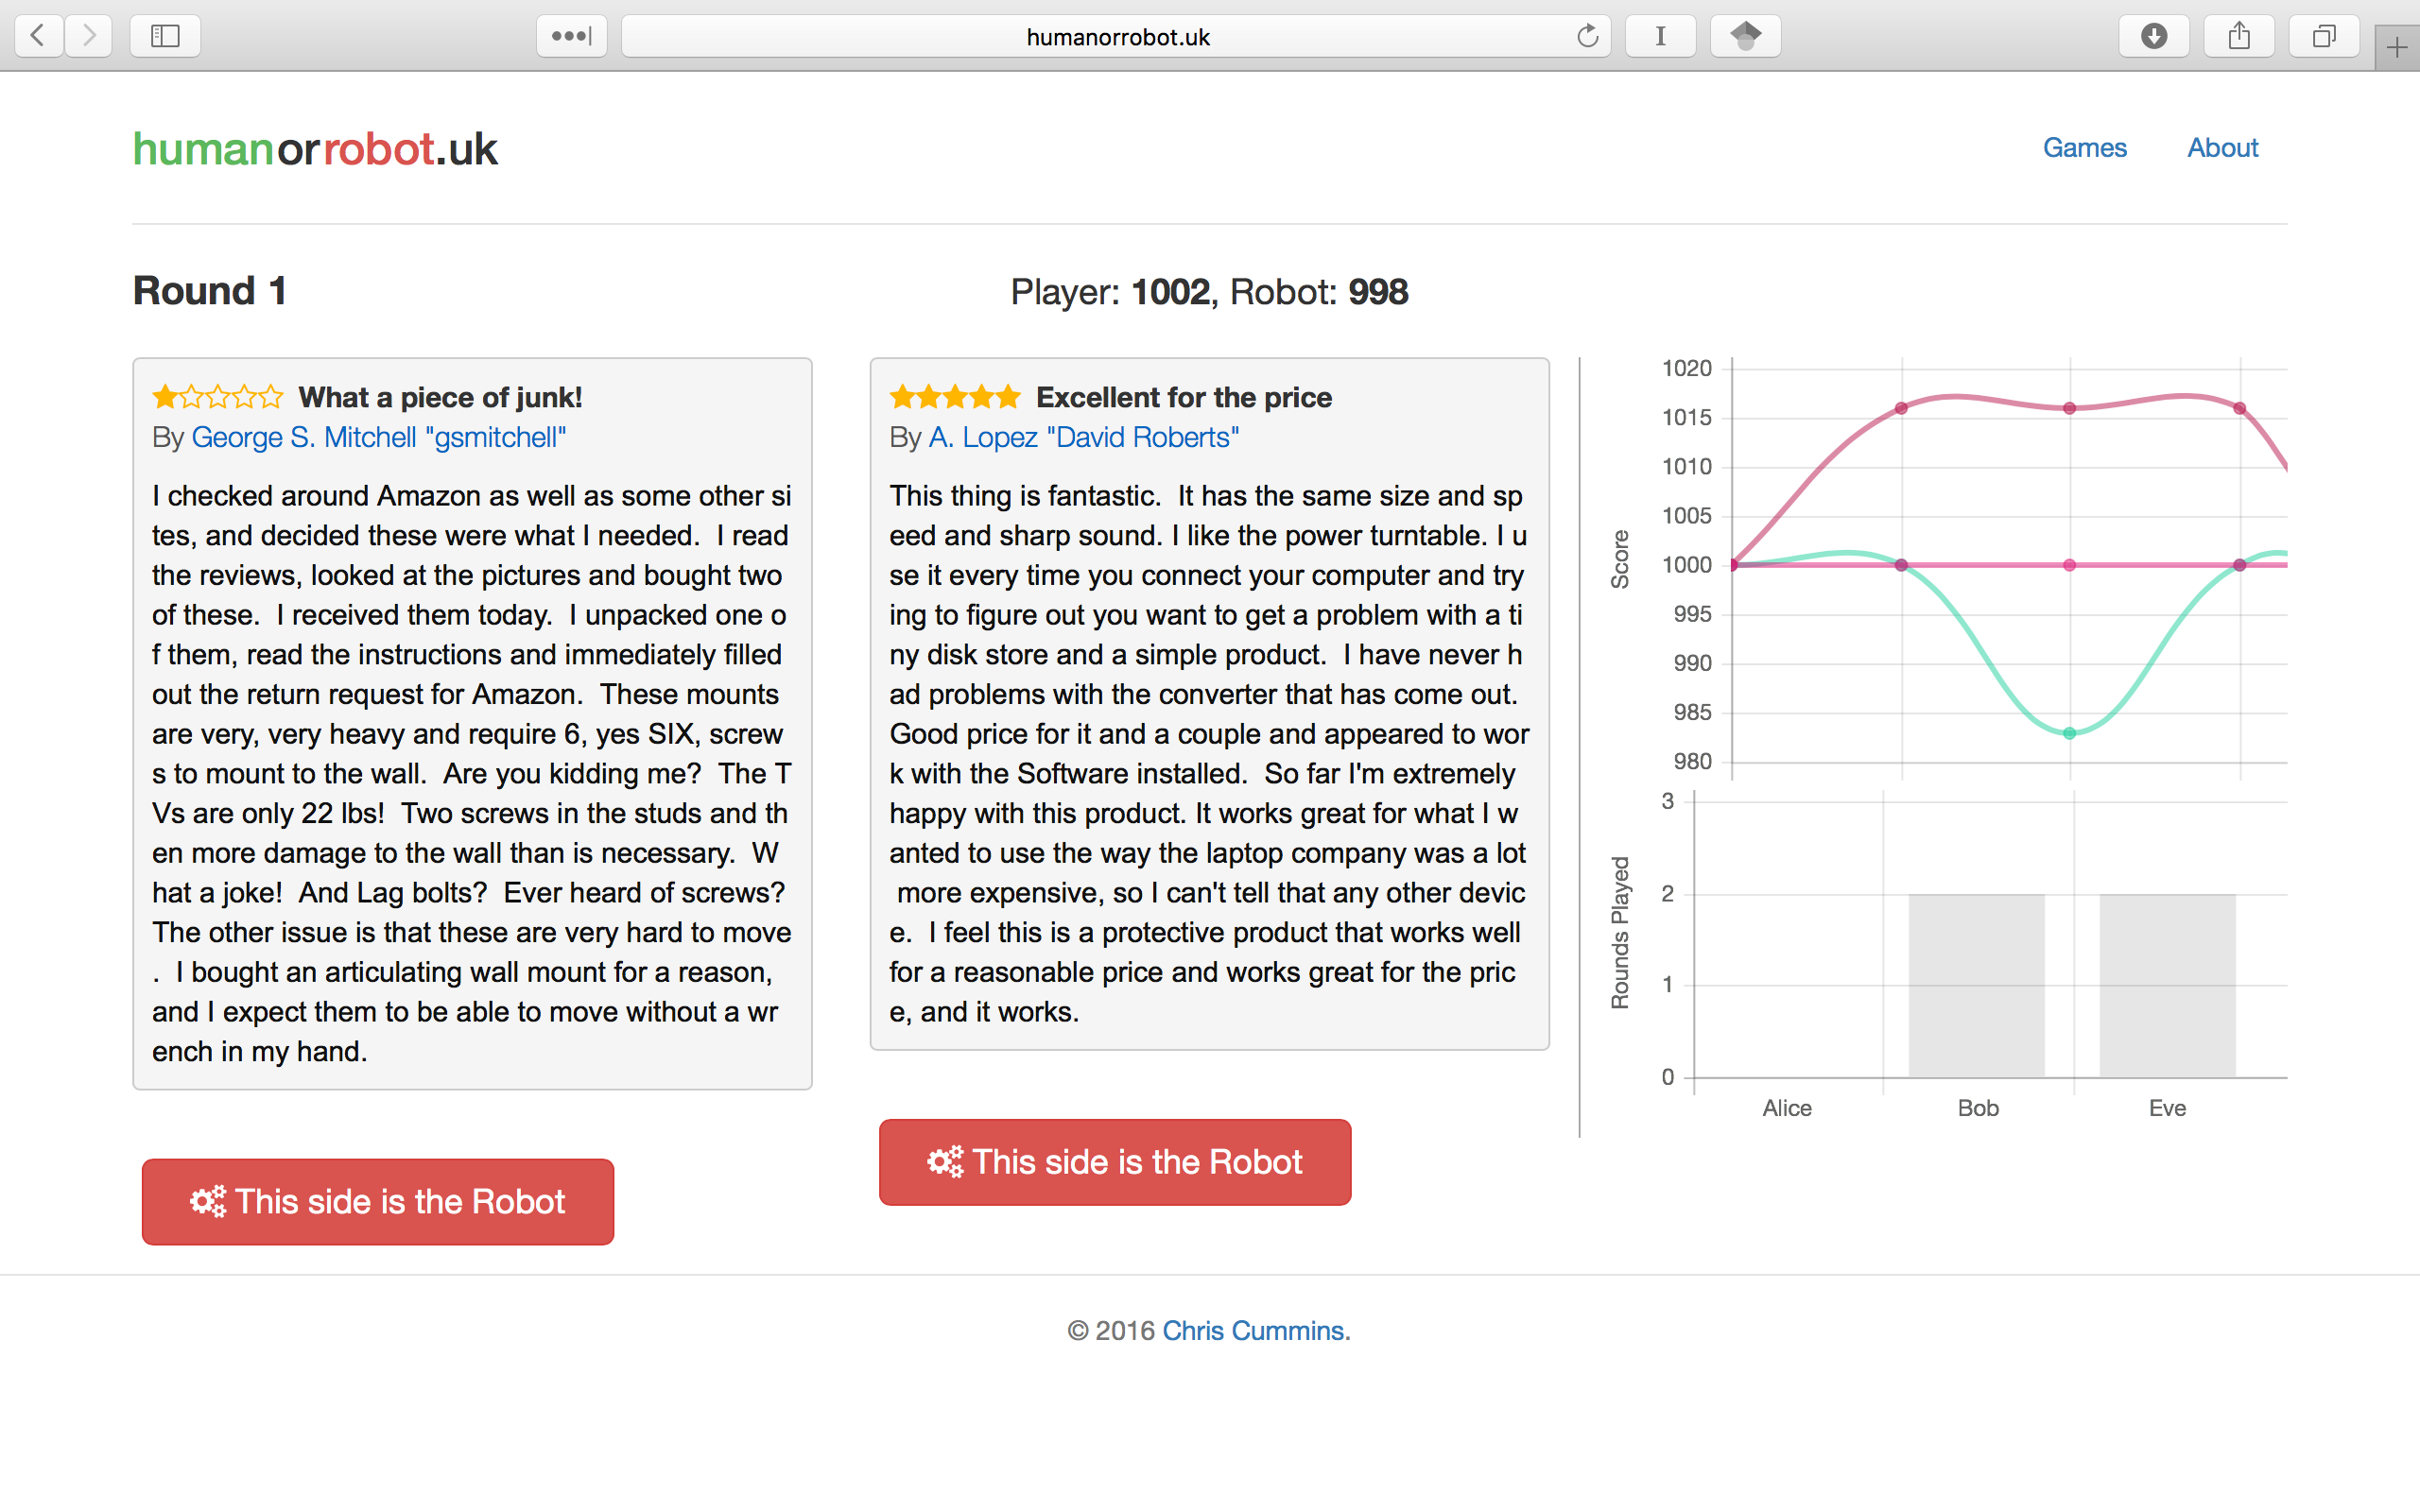 humanorrobot.uk
humanorrobot.uk
Games
About
Round 1
Player: 1002, Robot: 998
What a piece of junk!
By George S. Mitchell "gsmitchell"
I checked around Amazon as well as some other si
tes, and decided these were what I needed.  I read
the reviews, looked at the pictures and bought two
of these.  I received them today.  I unpacked one o
f them, read the instructions and immediately filled
out the return request for Amazon.  These mounts
are very, very heavy and require 6, yes SIX, screw
s to mount to the wall.  Are you kidding me?  The T
Vs are only 22 lbs!  Two screws in the studs and th
en more damage to the wall than is necessary.  W
hat a joke!  And Lag bolts?  Ever heard of screws?
The other issue is that these are very hard to move
.  I bought an articulating wall mount for a reason,
and I expect them to be able to move without a wr
ench in my hand.
This side is the Robot
Excellent for the price
By A. Lopez "David Roberts"
This thing is fantastic.  It has the same size and sp
eed and sharp sound. I like the power turntable. I u
se it every time you connect your computer and try
ing to figure out you want to get a problem with a ti
ny disk store and a simple product.  I have never h
ad problems with the converter that has come out.
Good price for it and a couple and appeared to wor
k with the Software installed.  So far I'm extremely
happy with this product. It works great for what I w
anted to use the way the laptop company was a lot
more expensive, so I can't tell that any other devic
e.  I feel this is a protective product that works well
for a reasonable price and works great for the pric
e, and it works.
This side is the Robot
Score
1020
1015
1010
1005
1000
995
990
985
980
Rounds Played
3
2
1
0
Alice
Bob
Eve
© 2016 Chris Cummins.